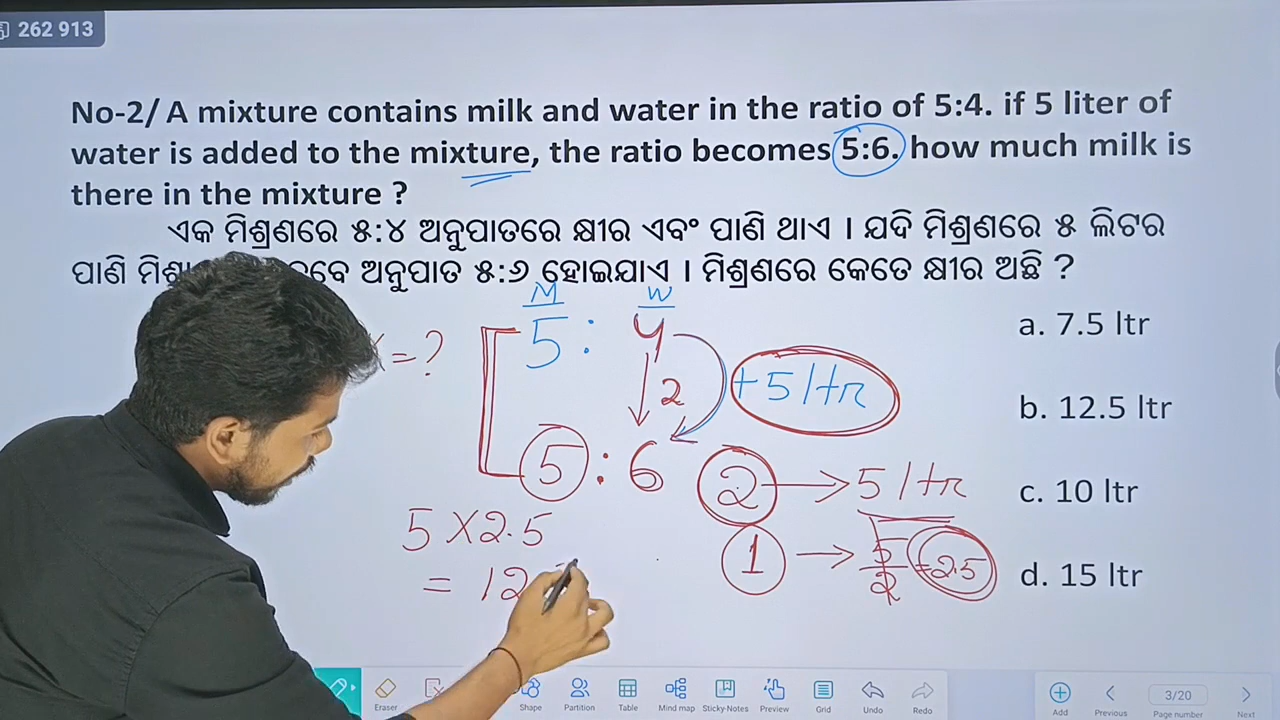 262 913
No-2/ A mixture contains milk and water in the ratio of 5:4. if 5 liter of
water is added to the mixture, the ratio becomes 5:6. how much milk is
there in the mixture ?
ଏକ ମିଶ୍ରଣରେ ୫:୪ ଅନୁପାତରେ କ୍ଷୀର ଏବଂ ପାଣି ଥାଏ । ଯଦି ମିଶ୍ରଣରେ ୫ ଲିଟର
ପାଣି ଅନୁପାତ ୫:୬ ହୋଇଯାଏ । ମିଶ୍ରଣରେ କେତେ କ୍ଷୀର ଅଛି ?
M W
= ? 5 : 4 +5 ltr
2
5 : 6 2 → 5 ltr
1 → 5/2 = 2.5
5 X 2.5
= 12
a. 7.5 ltr
b. 12.5 ltr
c. 10 ltr
d. 15 ltr
Eraser Shape Partition Table Mind map Sticky-Notes Preview Grid Undo Redo
3/20
Add Previous Page number Next